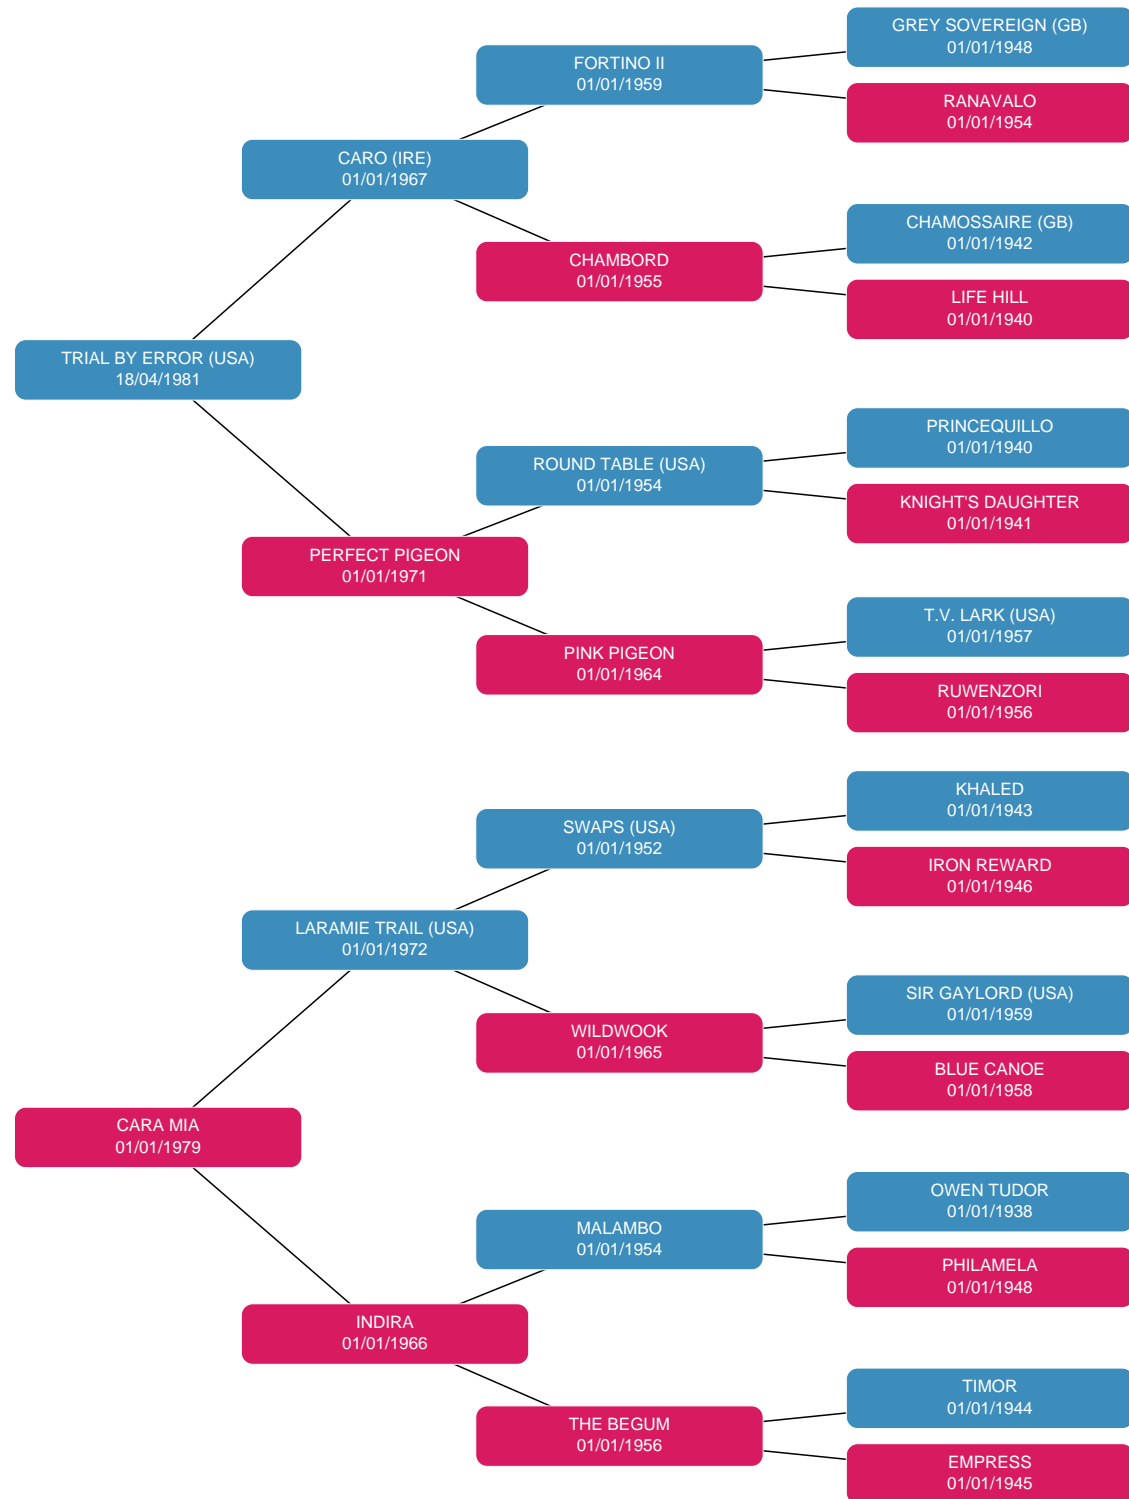 GREY SOVEREIGN (GB)
01/01/1948
FORTINO II
01/01/1959
RANAVALO
01/01/1954
CARO (IRE)
01/01/1967
CHAMOSSAIRE (GB)
01/01/1942
CHAMBORD
01/01/1955
LIFE HILL
01/01/1940
TRIAL BY ERROR (USA)
18/04/1981
PRINCEQUILLO
01/01/1940
ROUND TABLE (USA)
01/01/1954
KNIGHT'S DAUGHTER
01/01/1941
PERFECT PIGEON
01/01/1971
T.V. LARK (USA)
01/01/1957
PINK PIGEON
01/01/1964
RUWENZORI
01/01/1956
KHALED
01/01/1943
SWAPS (USA)
01/01/1952
IRON REWARD
01/01/1946
LARAMIE TRAIL (USA)
01/01/1972
SIR GAYLORD (USA)
01/01/1959
WILDWOOK
01/01/1965
BLUE CANOE
01/01/1958
CARA MIA
01/01/1979
OWEN TUDOR
01/01/1938
MALAMBO
01/01/1954
PHILAMELA
01/01/1948
INDIRA
01/01/1966
TIMOR
01/01/1944
THE BEGUM
01/01/1956
EMPRESS
01/01/1945